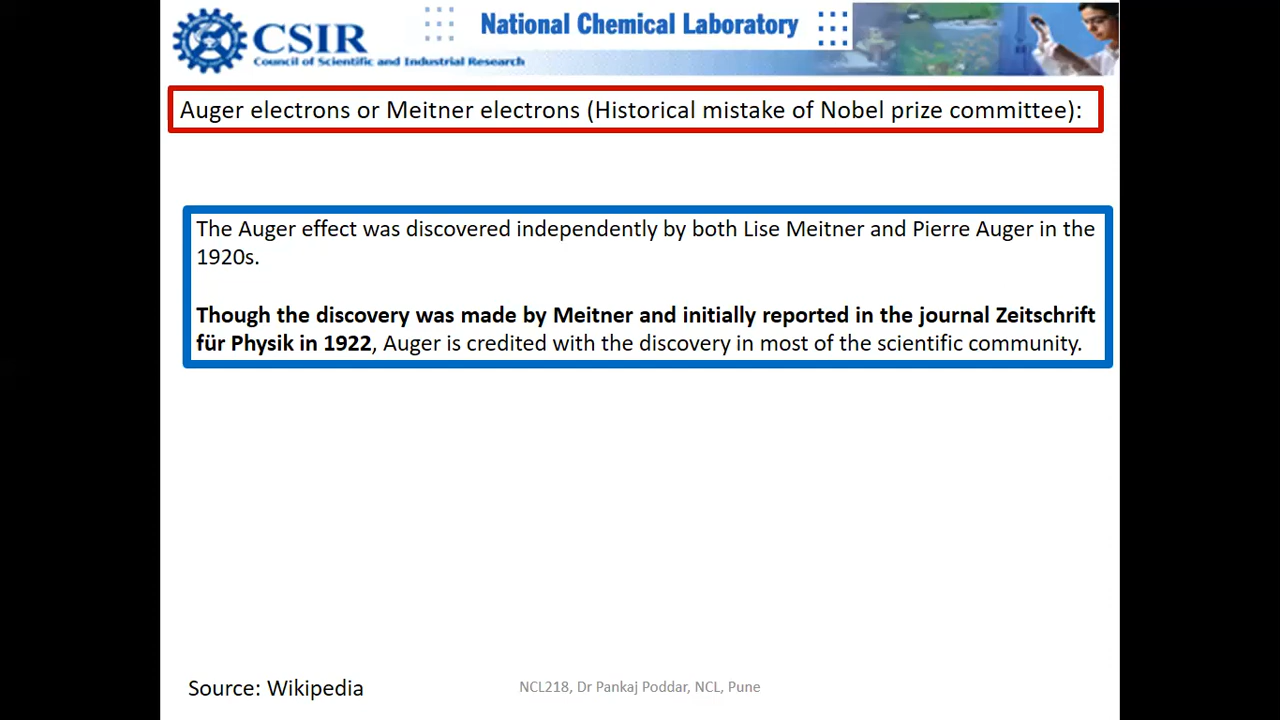 CSIR
Council of Scientific and Industrial Research
National Chemical Laboratory
Auger electrons or Meitner electrons (Historical mistake of Nobel prize committee):
The Auger effect was discovered independently by both Lise Meitner and Pierre Auger in the
1920s.
Though the discovery was made by Meitner and initially reported in the journal Zeitschrift
für Physik in 1922, Auger is credited with the discovery in most of the scientific community.
Source: Wikipedia
NCL218, Dr Pankaj Poddar, NCL, Pune